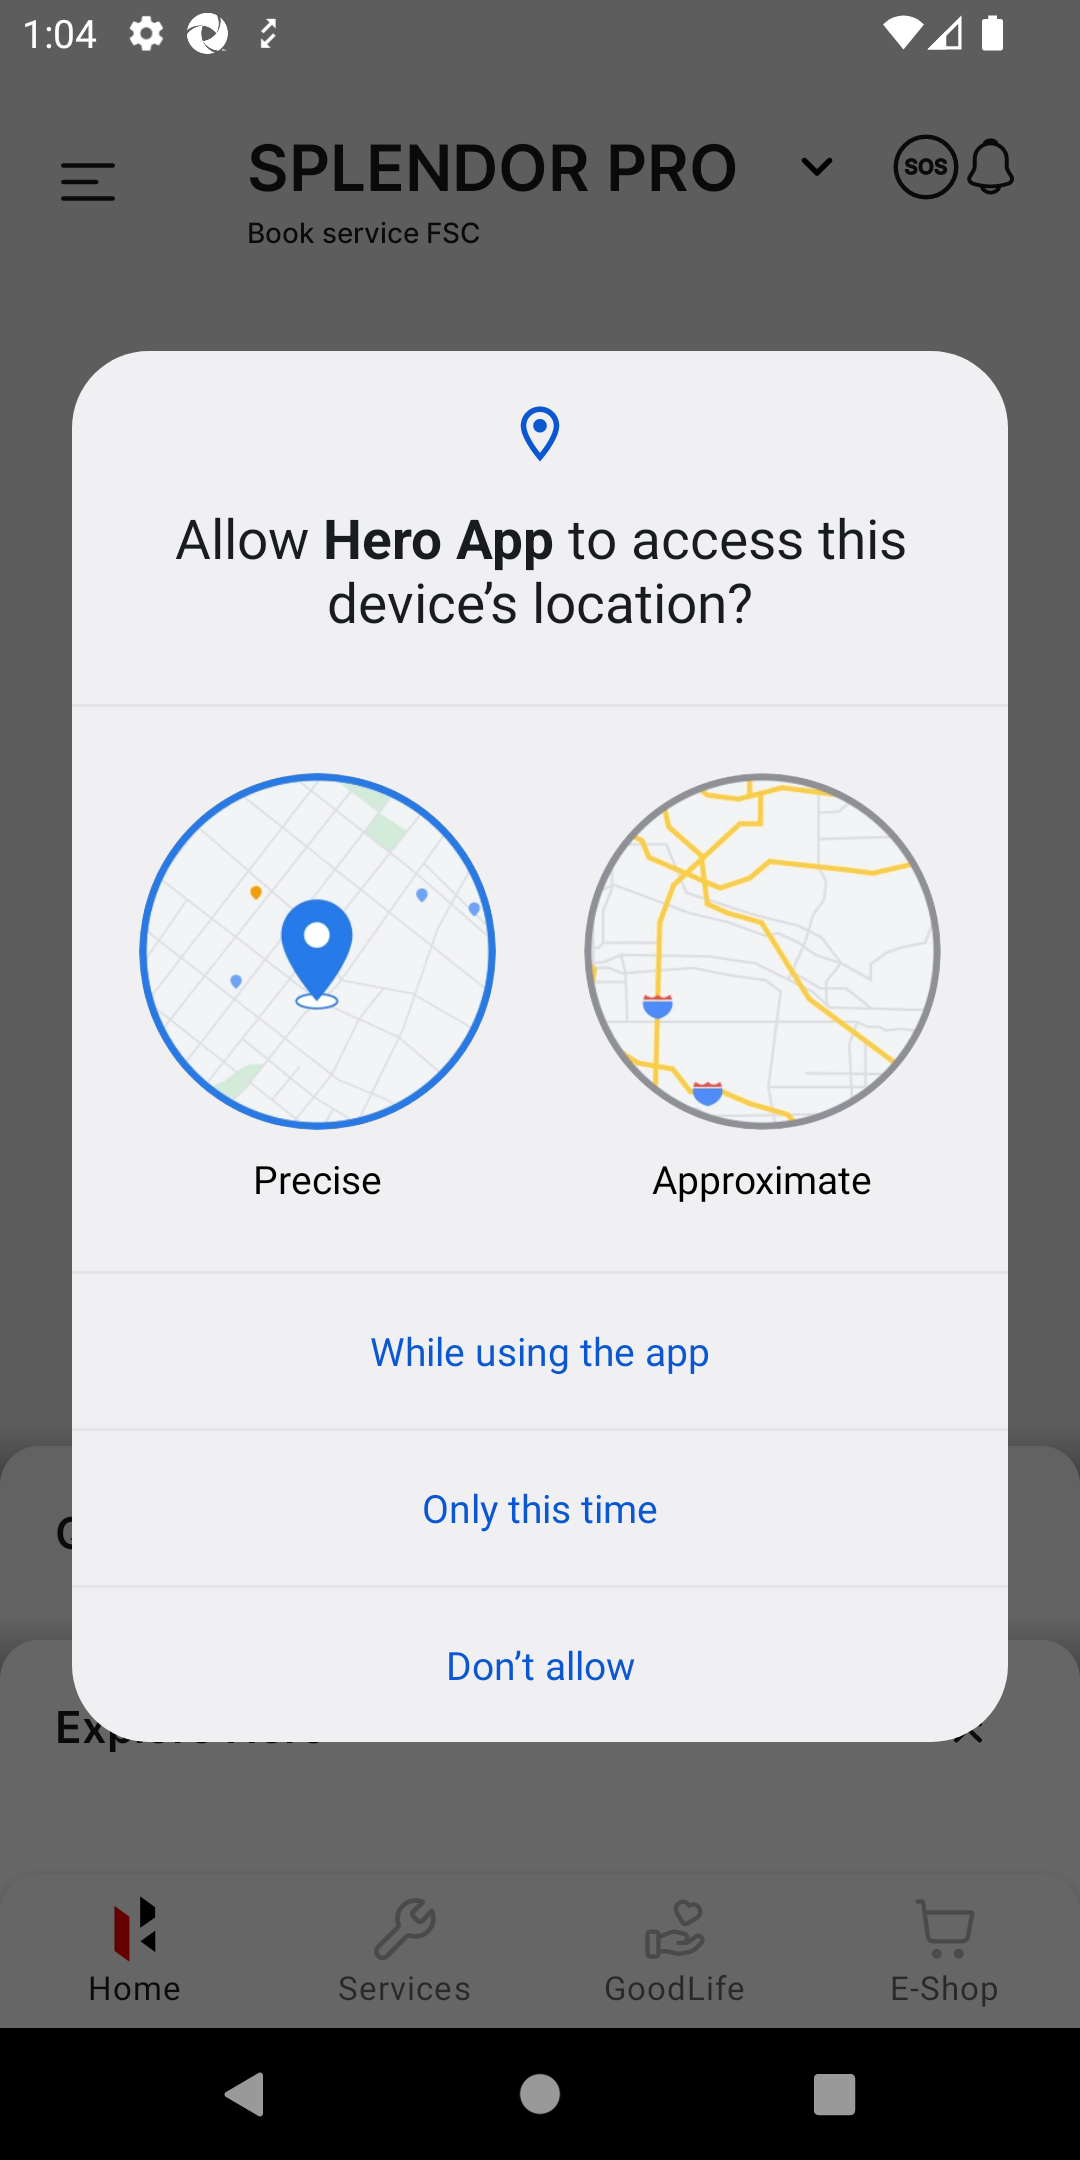 1:04
SPLENDOR PRO
SOS
Book service FSC
Allow Hero App to access this
device’s location?
Precise
Approximate
While using the app
Only this time
Don’t allow
Home
Services
GoodLife
E-Shop